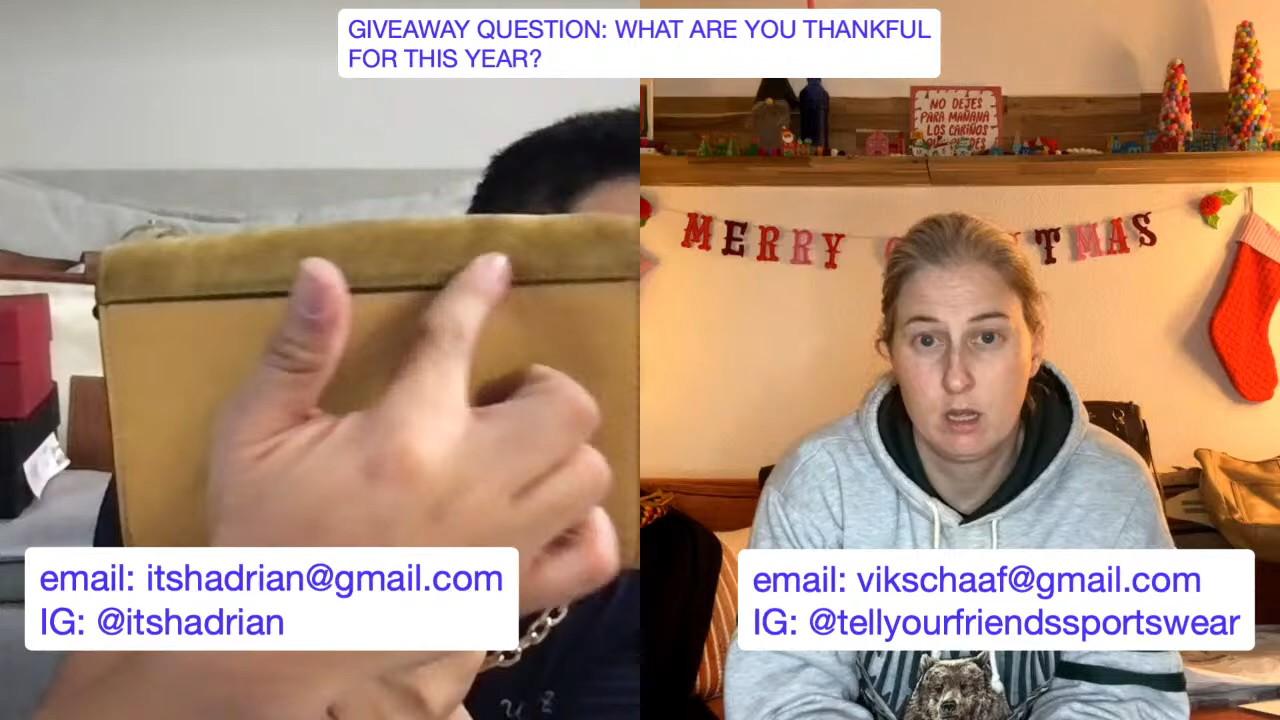 GIVEAWAY QUESTION: WHAT ARE YOU THANKFUL
FOR THIS YEAR?
NO DEJES
PARA MAÑANA
LOS CARIÑOS
MERRY
TMAS
email: itshadrian@gmail.com
IG: @itshadrian
email: vikschaaf@gmail.com
IG: @tellyourfriendssportswear